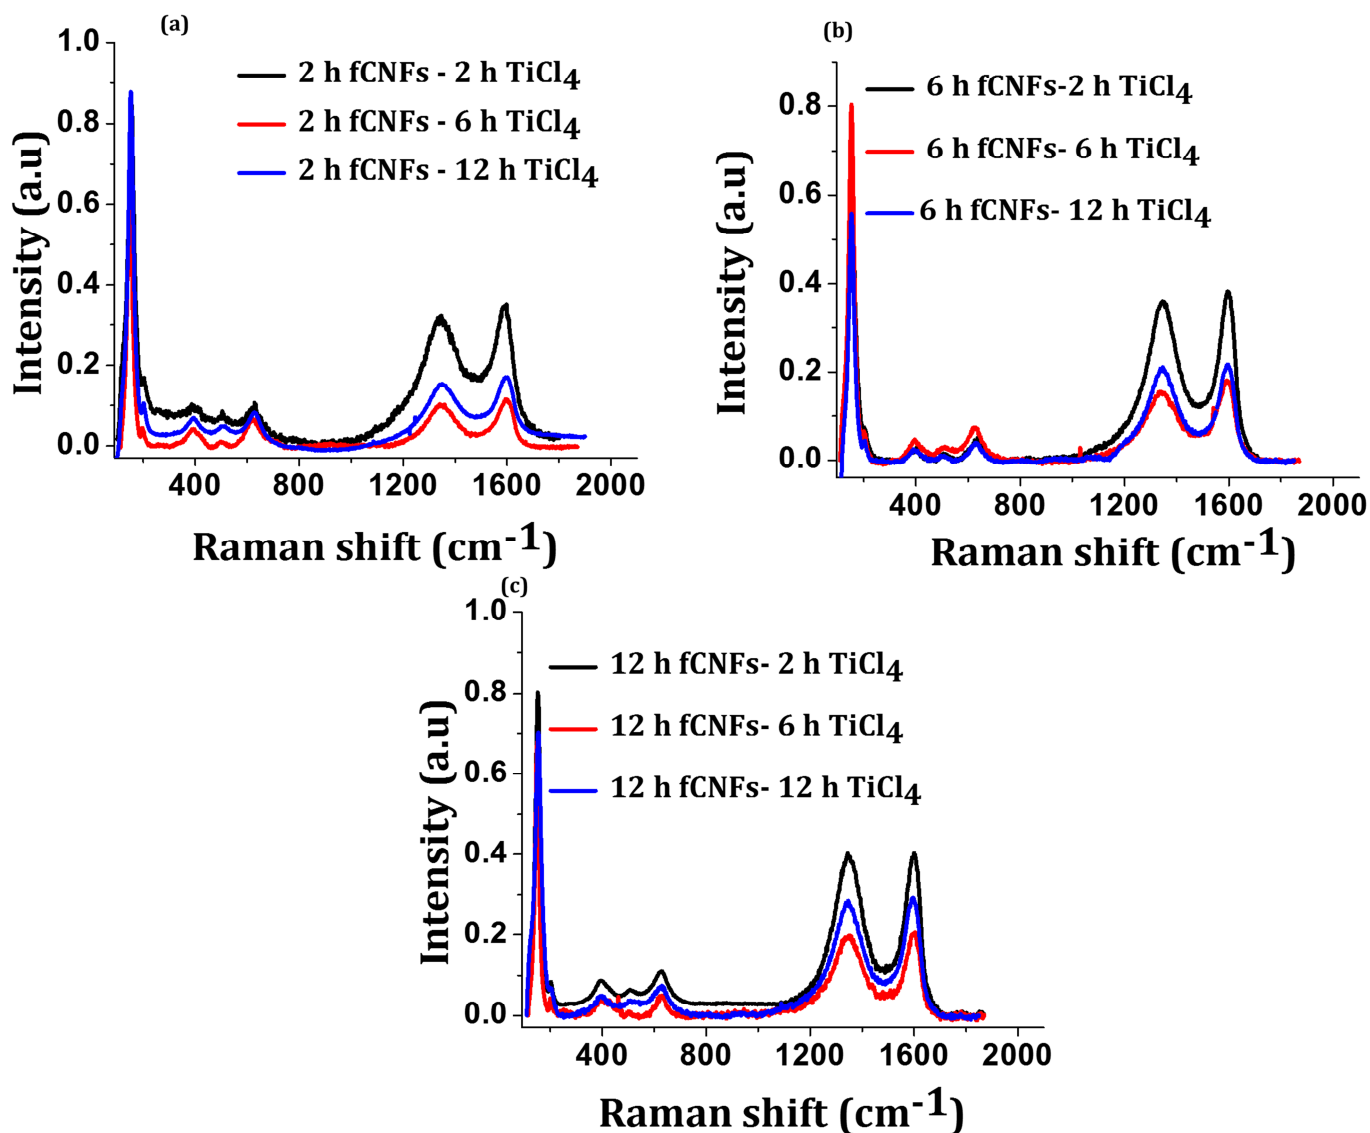 (a)
1.0
0.8
0.6
0.4
0.2
0.0
Intensity (a.u)
2 h fCNFs - 2 h TiCl4
2 h fCNFs - 6 h TiCl4
2 h fCNFs - 12 h TiCl4
400 800 1200 1600 2000
Raman shift (cm-1)
(b)
0.8
0.6
0.4
0.2
0.0
Intensity (a.u)
6 h fCNFs-2 h TiCl4
6 h fCNFs- 6 h TiCl4
6 h fCNFs- 12 h TiCl4
400 800 1200 1600 2000
Raman shift (cm-1)
(c)
1.0
0.8
0.6
0.4
0.2
0.0
Intensity (a.u)
12 h fCNFs- 2 h TiCl4
12 h fCNFs- 6 h TiCl4
12 h fCNFs- 12 h TiCl4
400 800 1200 1600 2000
Raman shift (cm-1)